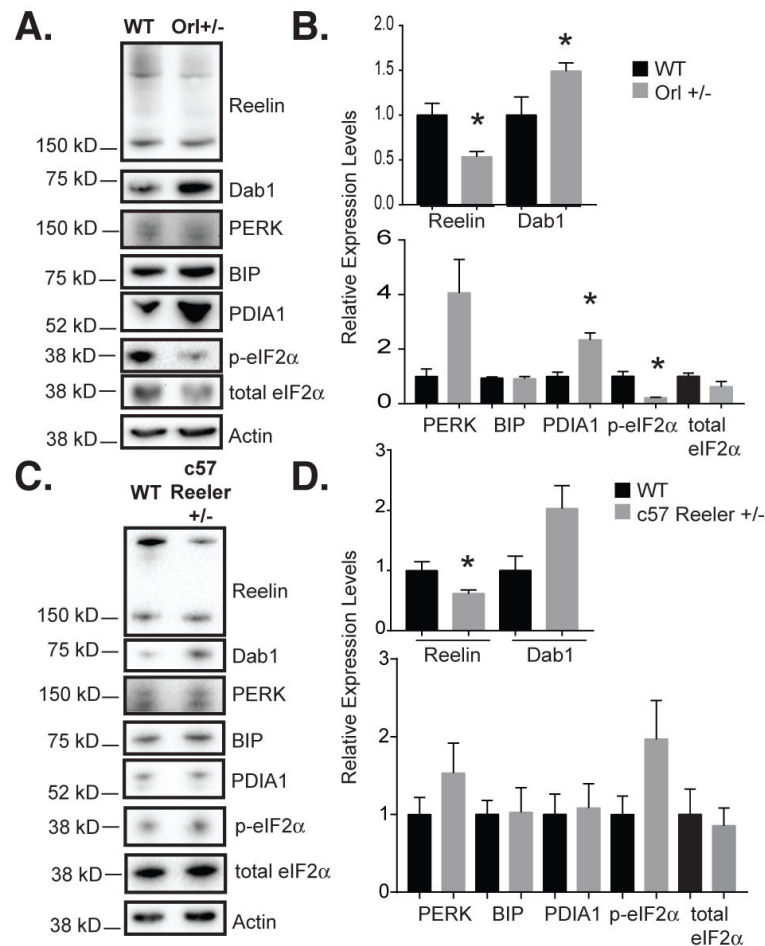 A.
WT Orl+/-
Reelin
150 kD
75 kD
Dab1
PERK
150 kD
BIP
75 kD
PDIA1
52 kD
38 kD
p-eIF2α
38 kD
total eIF2α
38 kD
Actin
B.
Relative Expression Levels
2.0
1.5
1.0
0.5
0.0
*
*
Reelin Dab1
WT
Orl +/-
6
4
2
0
*
*
PERK BIP PDIA1 p-eIF2α total
eIF2α
C.
WT c57
Reeler
+/-
Reelin
150 kD
75 kD
Dab1
PERK
150 kD
BIP
75 kD
PDIA1
52 kD
p-eIF2α
38 kD
total eIF2α
38 kD
Actin
38 kD
D.
Relative Expression Levels
3
2
1
0
*
Reelin Dab1
WT
c57 Reeler +/-
3
2
1
0
PERK BIP PDIA1 p-eIF2α total
eIF2α